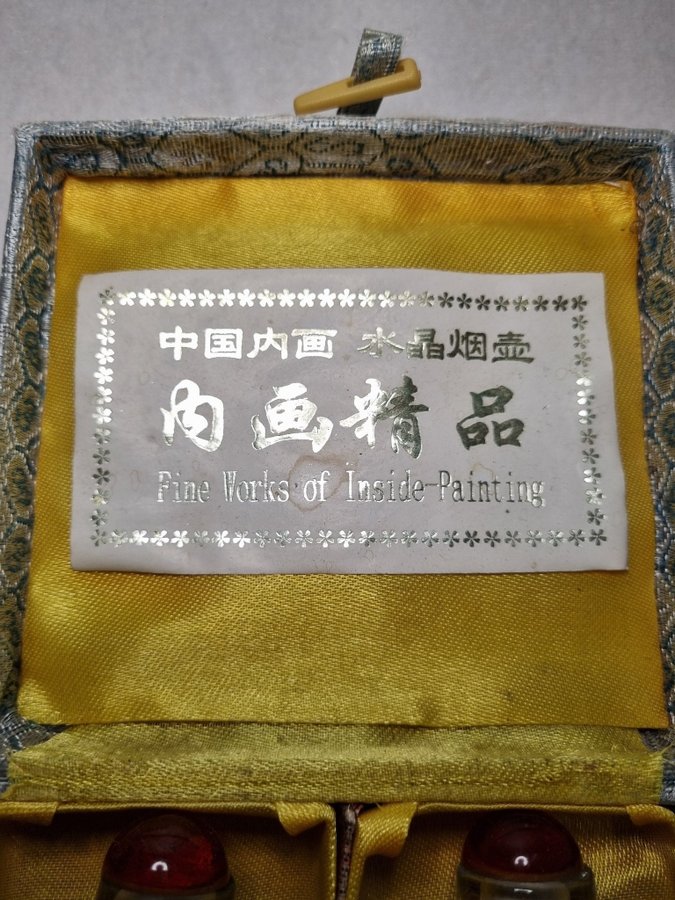 中国内画 水晶烟壶
内画精品
Fine Works of Inside-Painting